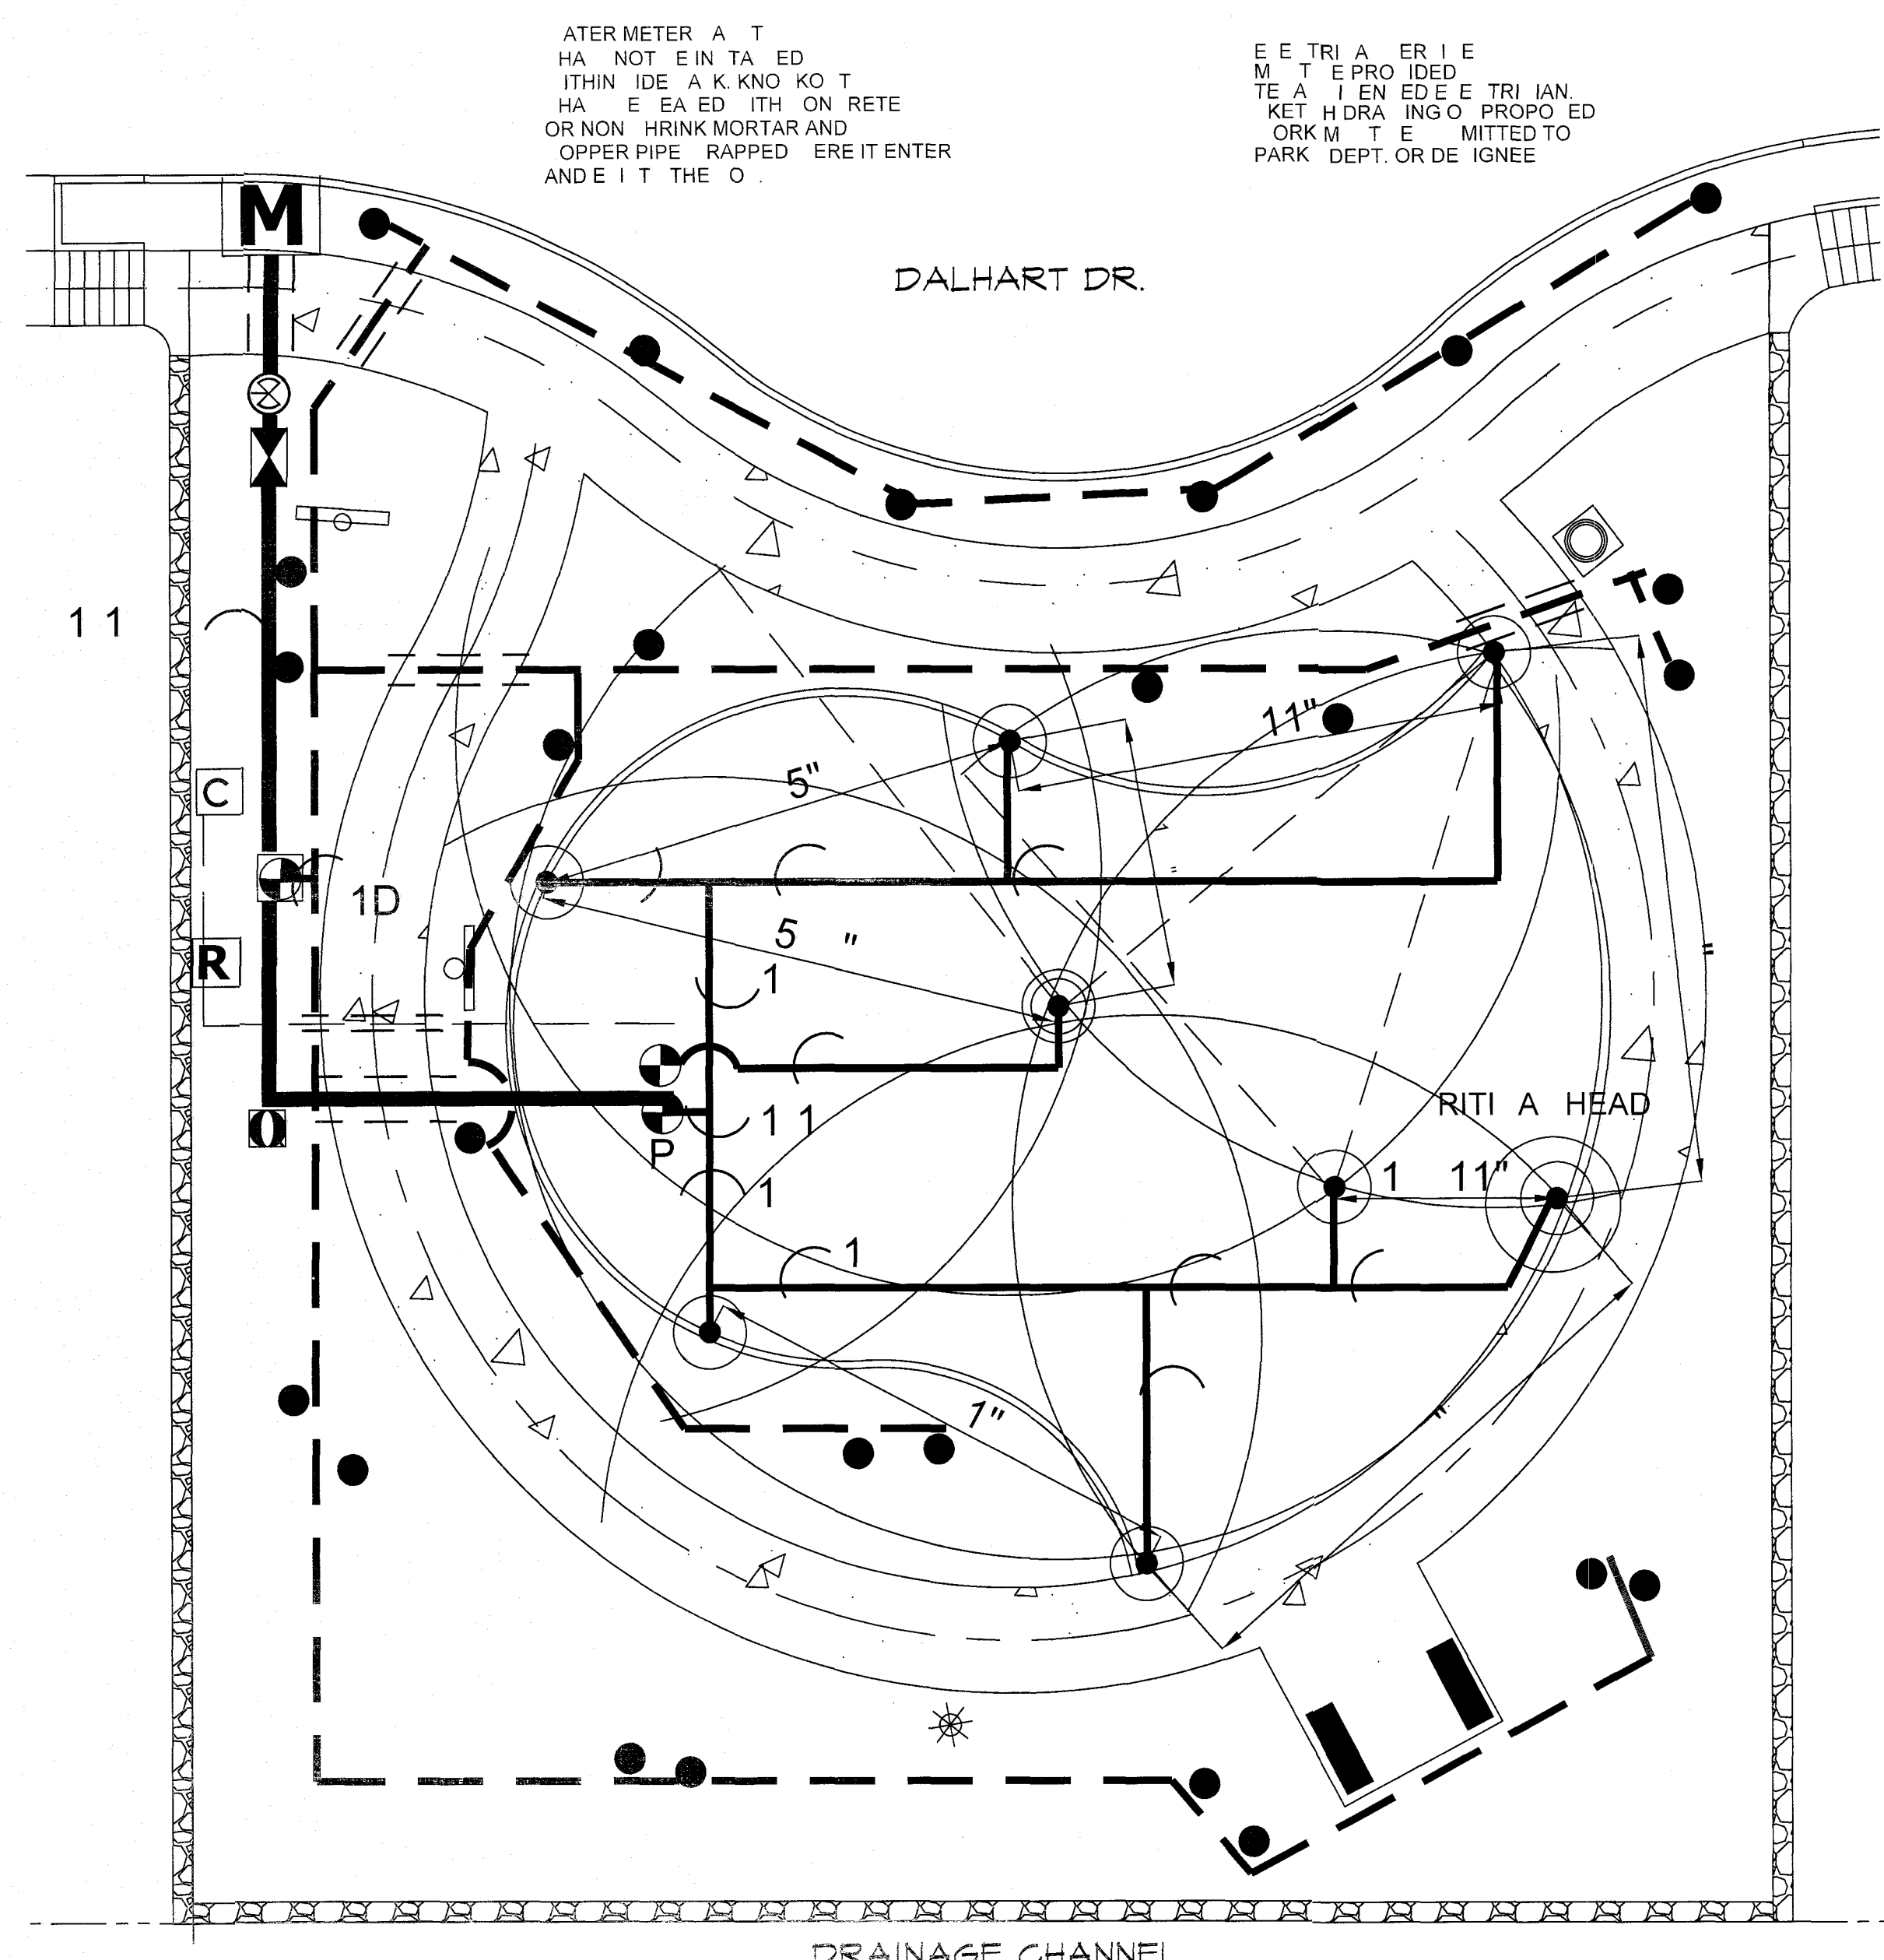 ATER METER A T
HA NOT E IN TA ED
ITHIN IDE A K. KNO KO T
HA E EA ED ITH ON RETE
OR NON HRINK MORTAR AND
OPPER PIPE RAPPED ERE IT ENTER
AND E I T THE O .
E E TRI A ER I E
M T E PRO IDED
TE A I EN ED E E TRI IAN.
KET H DRA ING O PROPO ED
ORK M T E MITTED TO
PARK DEPT. OR DE IGNEE
M
DALHART DR.
1 1
11"
5"
C
1D
5 "
R
1
RITI A HEAD
1 1
P
1
1 11"
1
1"
DRAINAGE CHANNEL